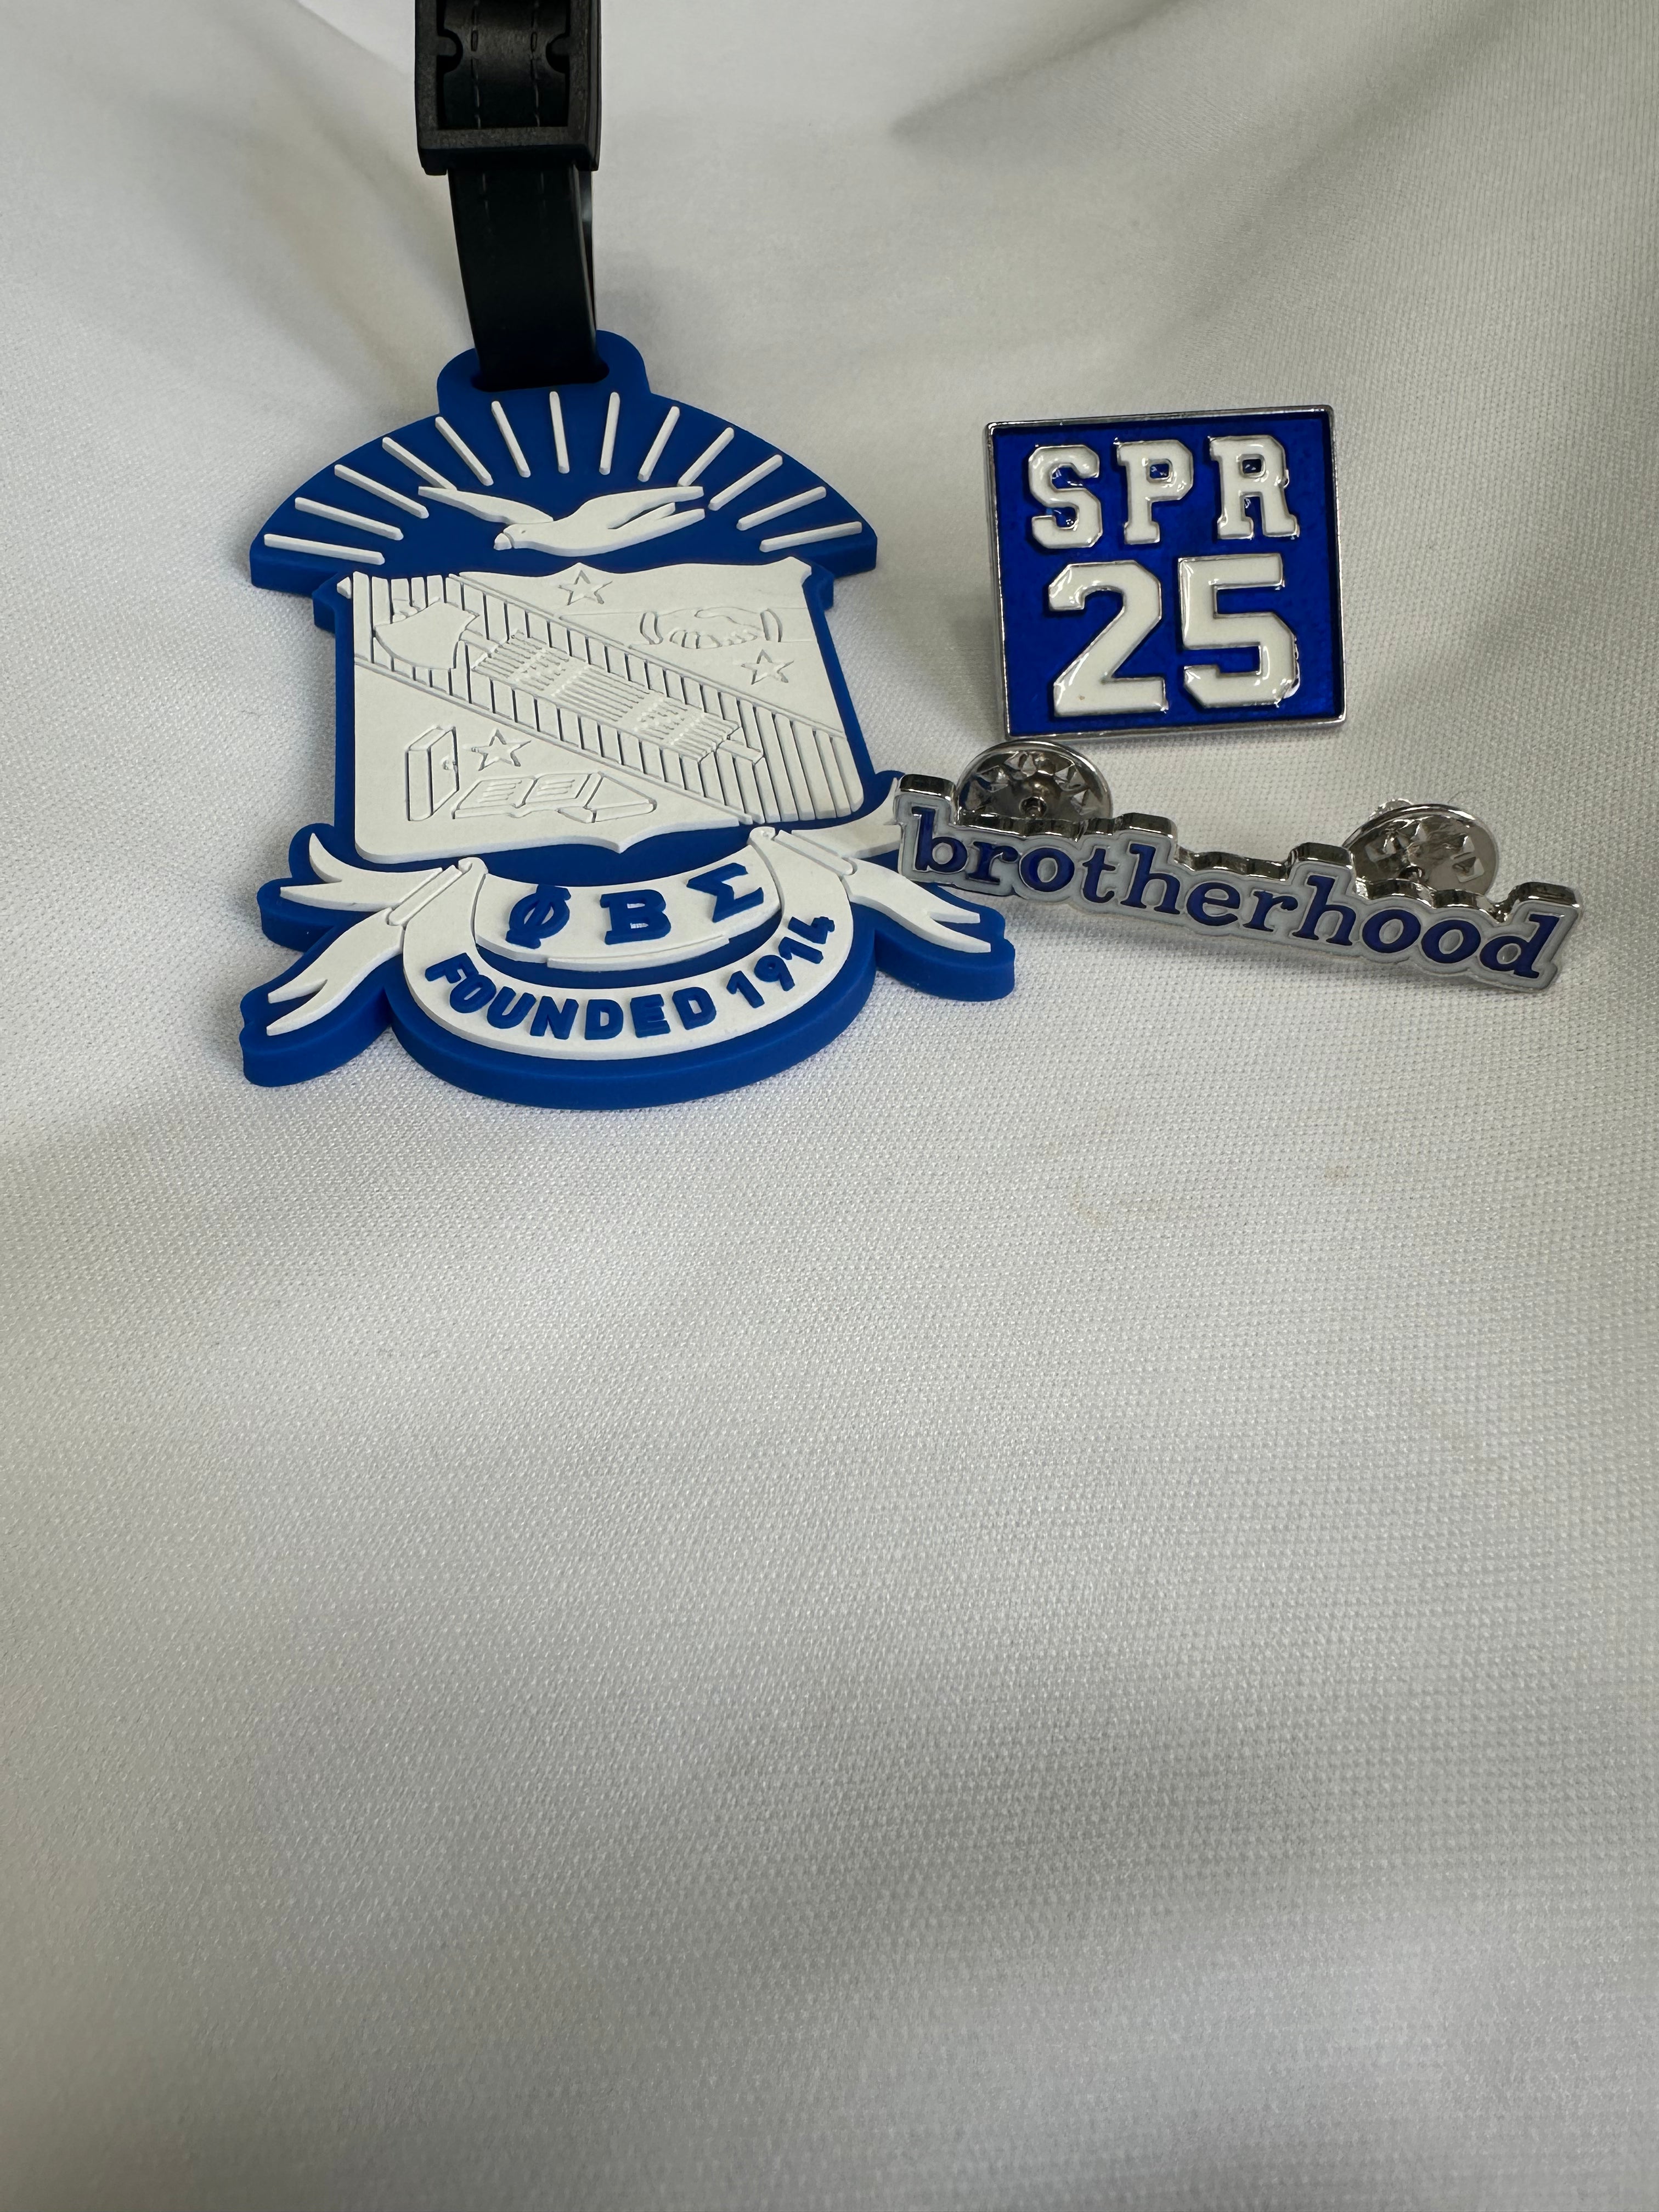 ΦΒΣ
FOUNDED 1914
SPR
25
brotherhood